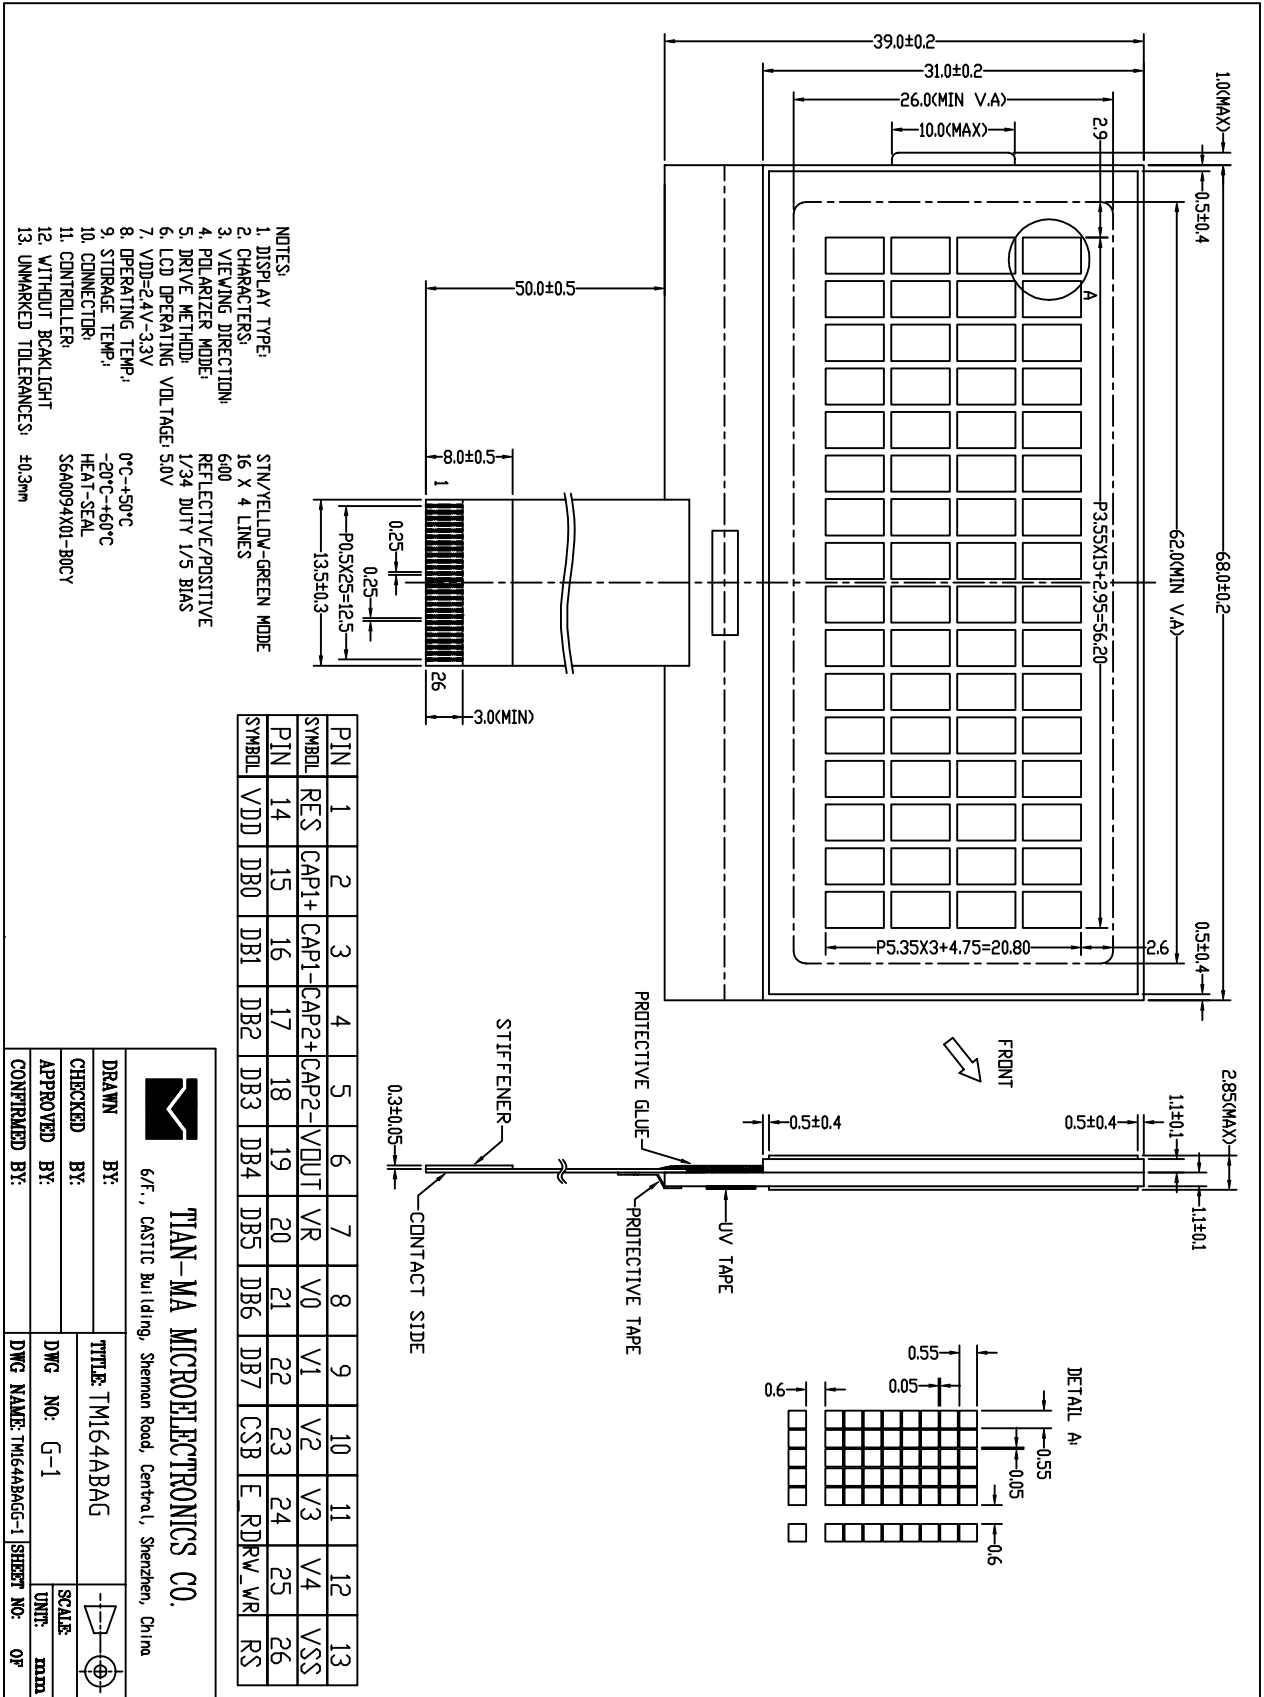 1.0(MAX)
0.5±0.4
68.0±0.2
62.0(MIN V.A)
0.5±0.4
2.9
P3.55X15+2.95=56.20
A
39.0±0.2
31.0±0.2
26.0(MIN V.A)
10.0(MAX)
2.6
P5.35X3+4.75=20.80
50.0±0.5
8.0±0.5
1
26
3.0(MIN)
0.25
0.25
P0.5X25=12.5
13.5±0.3
FRONT
2.85(MAX)
1.1±0.1
1.1±0.1
0.5±0.4
0.5±0.4
PROTECTIVE GLUE
UV TAPE
PROTECTIVE TAPE
STIFFENER
CONTACT SIDE
0.3±0.05
DETAIL A:
0.55
0.05
0.6
0.55
0.05
0.6
NOTES:
1. DISPLAY TYPE: STN/YELLOW-GREEN MODE
2. CHARACTERS: 16 X 4 LINES
3. VIEWING DIRECTION: 6:00
4. POLARIZER MODE: REFLECTIVE/POSITIVE
5. DRIVE METHOD: 1/34 DUTY 1/5 BIAS
6. LCD OPERATING VOLTAGE: 5.0V
7. VDD=2.4V-3.3V
8. OPERATING TEMP.: 0°C-+50°C
9. STORAGE TEMP.: -20°C-+60°C
10. CONNECTOR: HEAT-SEAL
11. CONTROLLER: S6A0094X01-B0CY
12. WITHOUT BCAKLIGHT
13. UNMARKED TOLERANCES: ±0.3mm
PIN 1 2 3 4 5 6 7 8 9 10 11 12 13
SYMBOL RES CAP1+ CAP1- CAP2+ CAP2- VOUT VR V0 V1 V2 V3 V4 VSS
PIN 14 15 16 17 18 19 20 21 22 23 24 25 26
SYMBOL VDD DB0 DB1 DB2 DB3 DB4 DB5 DB6 DB7 CSB E_RD RW_WR RS
TIAN-MA MICROELECTRONICS CO.
6/F., CASTIC Building, Shennan Road, Central, Shenzhen, China
DRAWN BY:
CHECKED BY:
APPROVED BY:
CONFIRMED BY:
TITLE: TM164ABAG
DWG NO: G-1
SCALE:
UNIT: mm
DWG NAME: TM164ABAGG-1
SHEET NO: OF